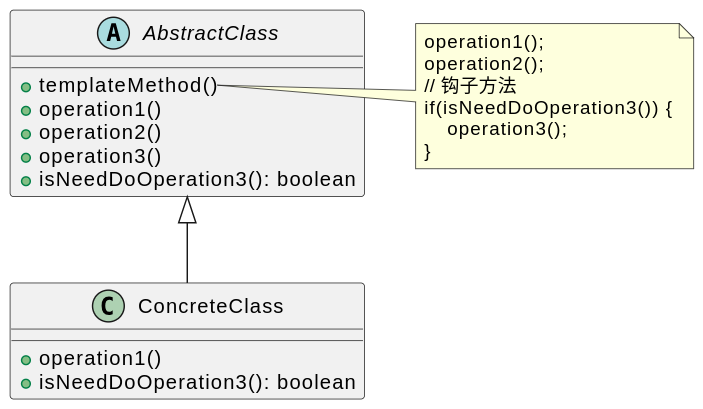 A AbstractClass
templateMethod()
operation1()
operation2()
operation3()
isNeedDoOperation3(): boolean
operation1();
operation2();
// 钩子方法
if(isNeedDoOperation3()) {
operation3();
}
C ConcreteClass
operation1()
isNeedDoOperation3(): boolean